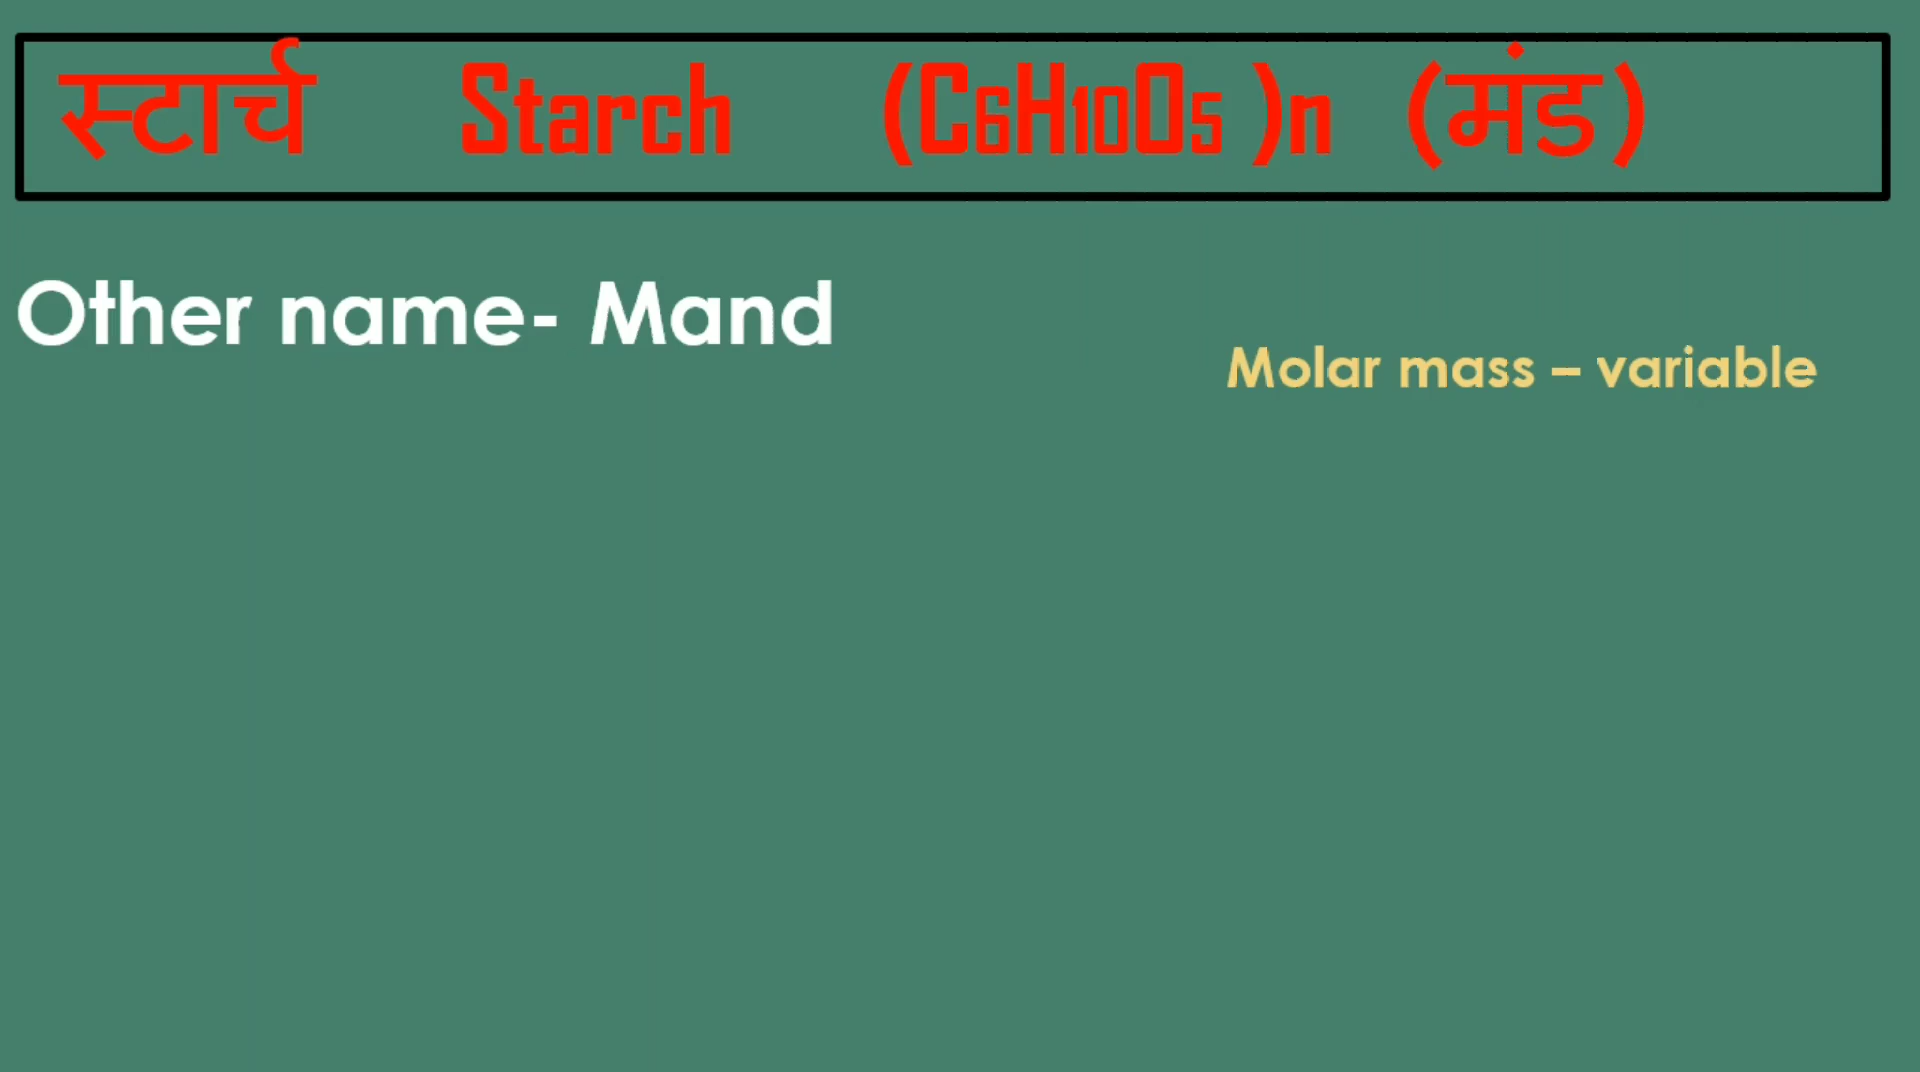 स्टार्च Starch (C6H10O5 )n (मंड)
Other name- Mand
Molar mass – variable